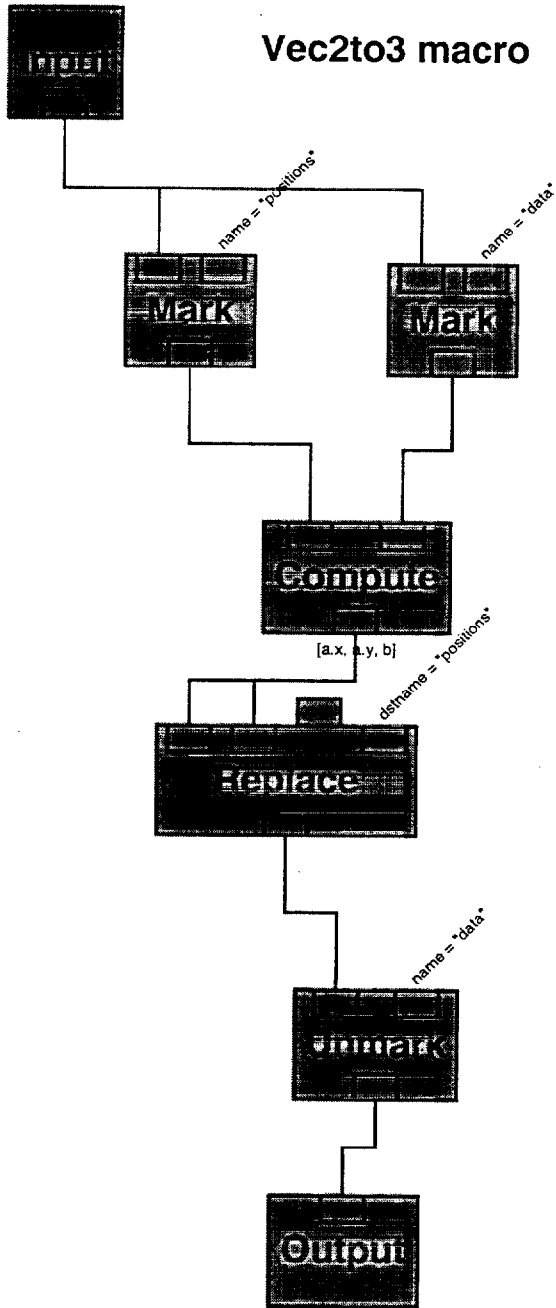 Vec2to3 macro
Input
name = "positions"
name = "data"
Mark
Mark
Compute
[a.x, a.y, b]
dstname = "positions"
Replace
name = "data"
Unmark
Output